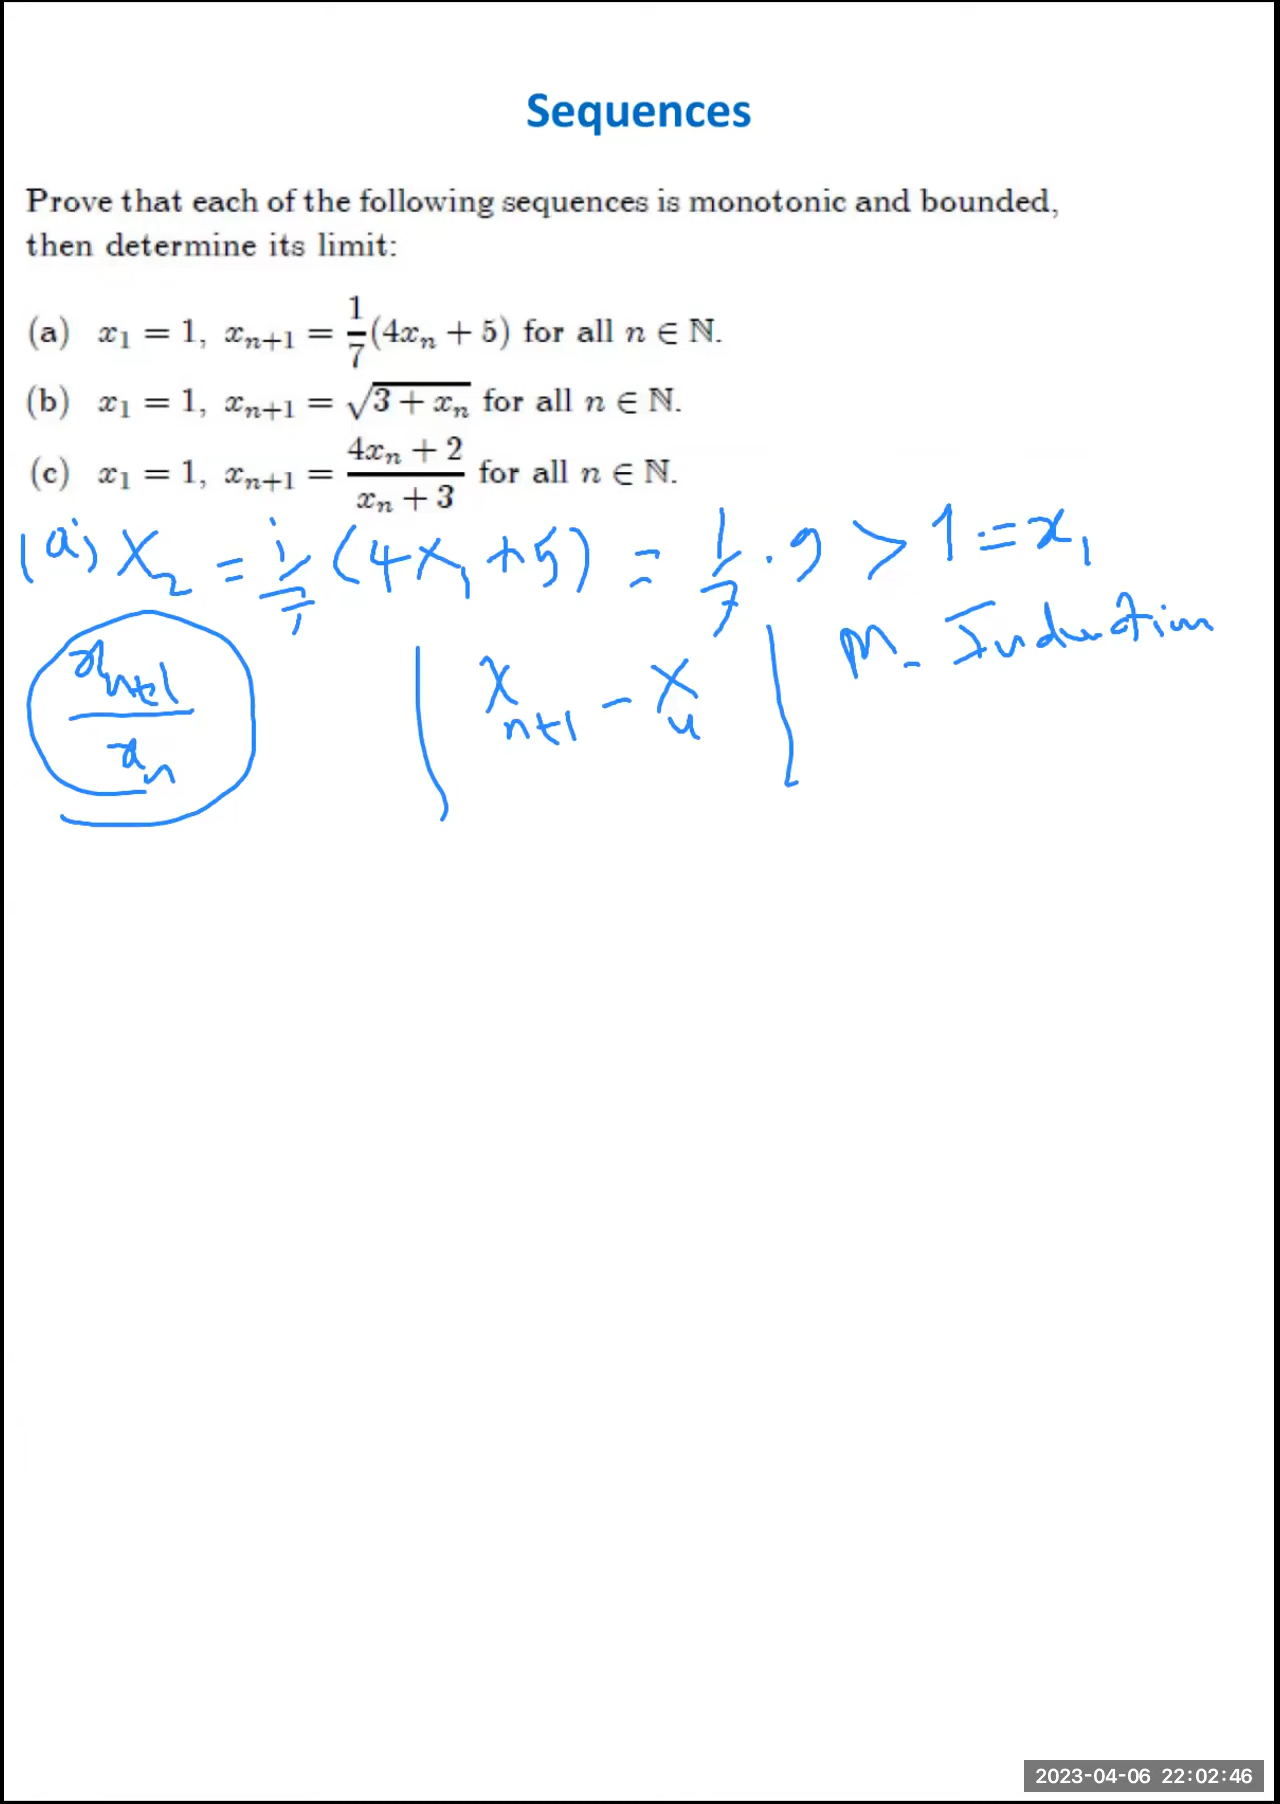 Sequences
Prove that each of the following sequences is monotonic and bounded,
then determine its limit:
(a) x₁ = 1, xₙ₊₁ = 1/7(4xₙ + 5) for all n ∈ ℕ.
(b) x₁ = 1, xₙ₊₁ = √(3 + xₙ) for all n ∈ ℕ.
(c) x₁ = 1, xₙ₊₁ = (4xₙ + 2)/(xₙ + 3) for all n ∈ ℕ.
(a) x₂ = 1/7 (4x₁ + 5) = 1/7 · 9 > 1 = x₁
xₙ₊₁/xₙ | xₙ₊₁ - xₙ | M. Induction
2023-04-06 22:02:46